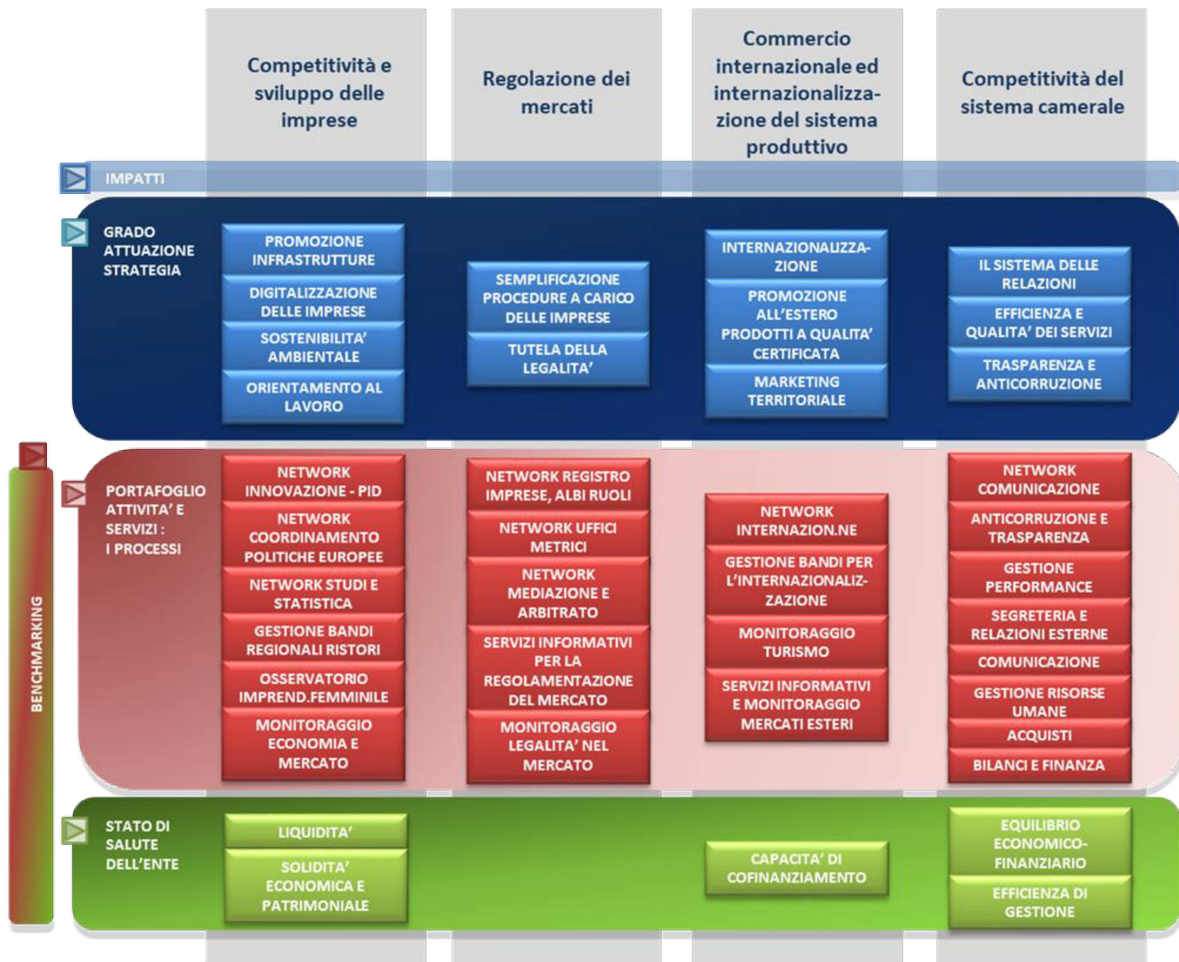 Competitività e
sviluppo delle
imprese
Regolazione dei
mercati
Commercio
internazionale ed
internazionalizza-
zione del sistema
produttivo
Competitività del
sistema camerale
IMPATTI
GRADO
ATTUAZIONE
STRATEGIA
PROMOZIONE
INFRASTRUTTURE
DIGITALIZZAZIONE
DELLE IMPRESE
SOSTENIBILITA'
AMBIENTALE
ORIENTAMENTO AL
LAVORO
SEMPLIFICAZIONE
PROCEDURE A CARICO
DELLE IMPRESE
TUTELA DELLA
LEGALITA'
INTERNAZIONALIZZA-
ZIONE
PROMOZIONE
ALL'ESTERO
PRODOTTI A QUALITA'
CERTIFICATA
MARKETING
TERRITORIALE
IL SISTEMA DELLE
RELAZIONI
EFFICIENZA E
QUALITA' DEI SERVIZI
TRASPARENZA E
ANTICORRUZIONE
BENCHMARKING
PORTAFOGLIO
ATTIVITA' E
SERVIZI :
I PROCESSI
NETWORK
INNOVAZIONE - PID
NETWORK
COORDINAMENTO
POLITICHE EUROPEE
NETWORK STUDI E
STATISTICA
GESTIONE BANDI
REGIONALI RISTORI
OSSERVATORIO
IMPREND.FEMMINILE
MONITORAGGIO
ECONOMIA E
MERCATO
NETWORK REGISTRO
IMPRESE, ALBI RUOLI
NETWORK UFFICI
METRICI
NETWORK
MEDIAZIONE E
ARBITRATO
SERVIZI INFORMATIVI
PER LA
REGOLAMENTAZIONE
DEL MERCATO
MONITORAGGIO
LEGALITA' NEL
MERCATO
NETWORK
INTERNAZION.NE
GESTIONE BANDI PER
L'INTERNAZIONALIZ-
ZAZIONE
MONITORAGGIO
TURISMO
SERVIZI INFORMATIVI
E MONITORAGGIO
MERCATI ESTERI
NETWORK
COMUNICAZIONE
ANTICORRUZIONE E
TRASPARENZA
GESTIONE
PERFORMANCE
SEGRETERIA E
RELAZIONI ESTERNE
COMUNICAZIONE
GESTIONE RISORSE
UMANE
ACQUISTI
BILANCI E FINANZA
STATO DI
SALUTE
DELL'ENTE
LIQUIDITA'
SOLIDITA'
ECONOMICA E
PATRIMONIALE
CAPACITA' DI
COFINANZIAMENTO
EQUILIBRIO
ECONOMICO-
FINANZIARIO
EFFICIENZA DI
GESTIONE